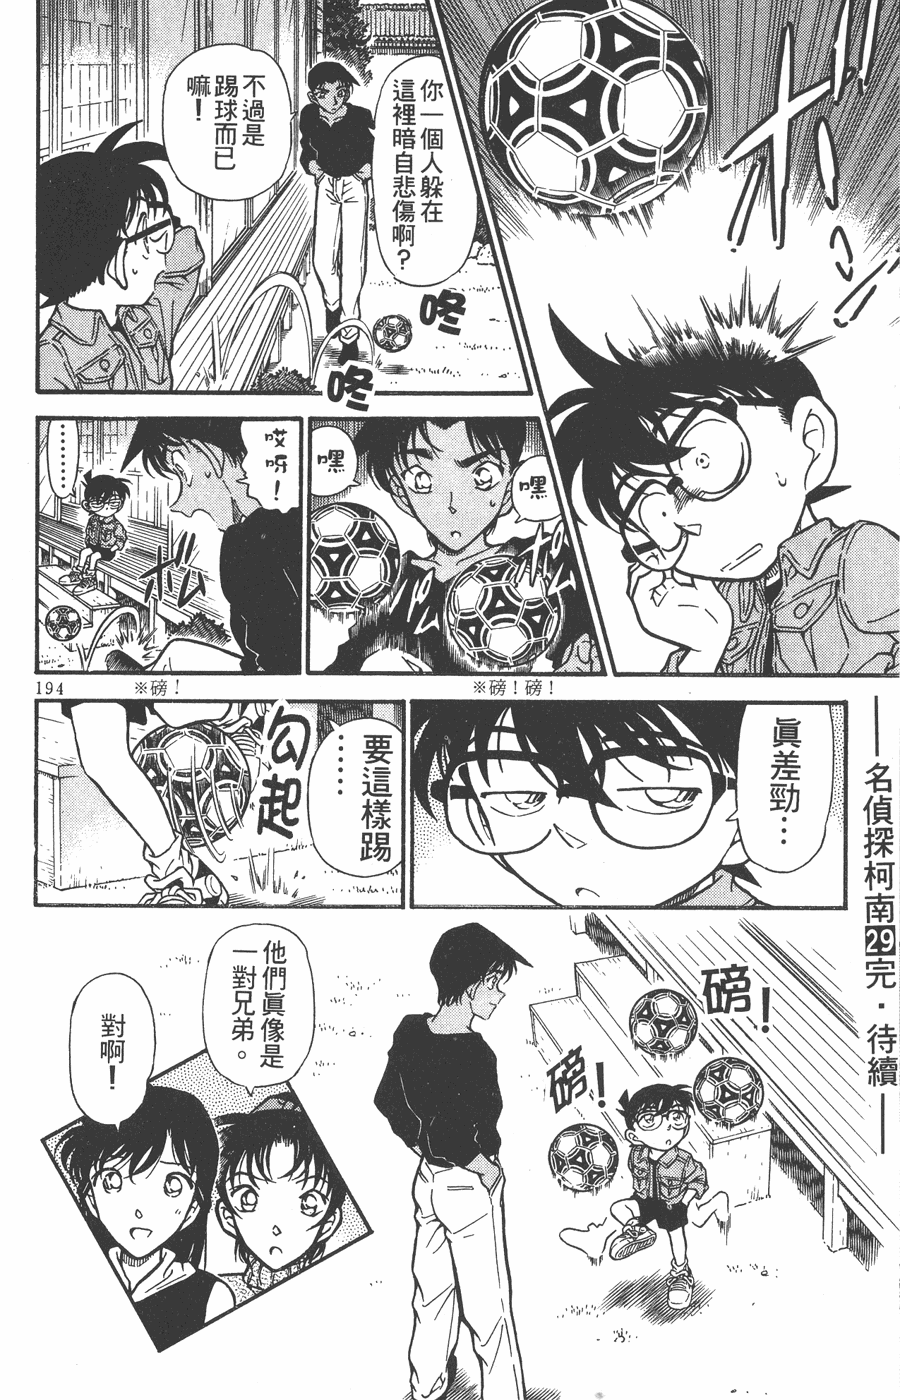 你一個人躲在
這裡暗自悲傷啊？
不過是
踢球而已
嘛！
咚
咚
嘿
嘿
※磅！磅！
哎呀！
………
※磅！
194
眞差勁…
要這樣踢
……
勾起
磅！
磅！
他們眞像是
一對兄弟。
對啊！
名偵探柯南29完・待續